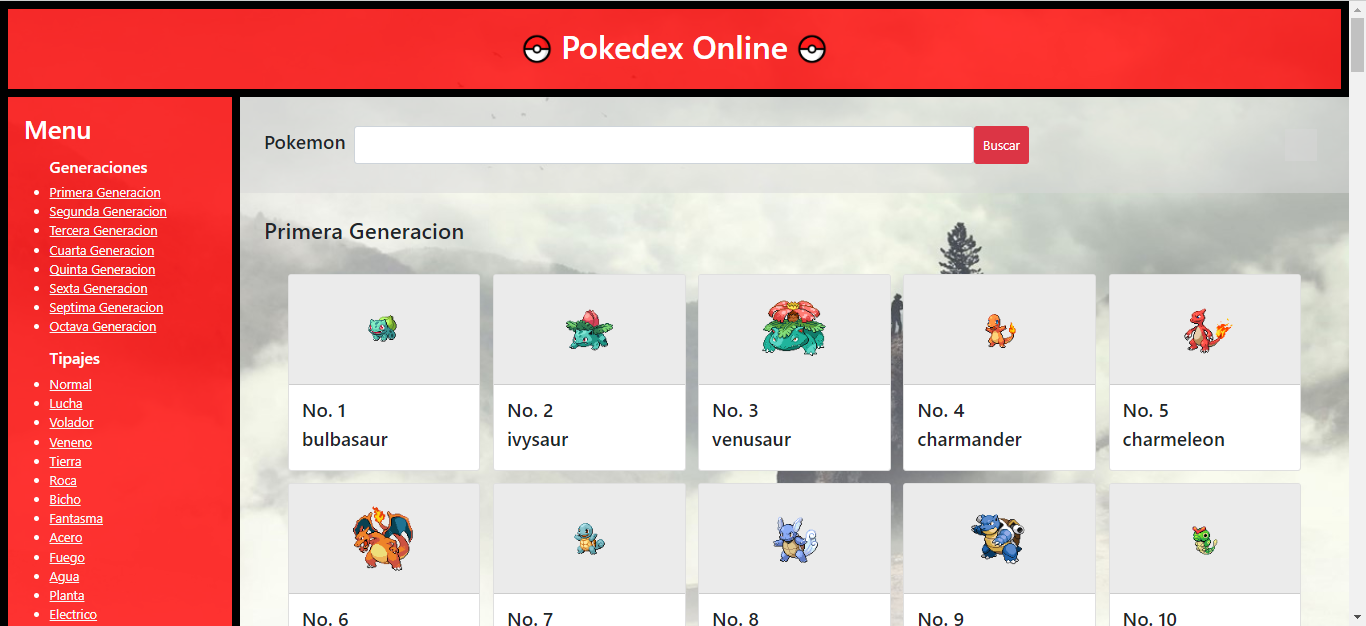 Pokedex Online
Menu
Generaciones
Primera Generacion
Segunda Generacion
Tercera Generacion
Cuarta Generacion
Quinta Generacion
Sexta Generacion
Septima Generacion
Octava Generacion
Tipajes
Normal
Lucha
Volador
Veneno
Tierra
Roca
Bicho
Fantasma
Acero
Fuego
Agua
Planta
Electrico
Pokemon
Buscar
Primera Generacion
No. 1
bulbasaur
No. 2
ivysaur
No. 3
venusaur
No. 4
charmander
No. 5
charmeleon
No. 6
No. 7
No. 8
No. 9
No. 10